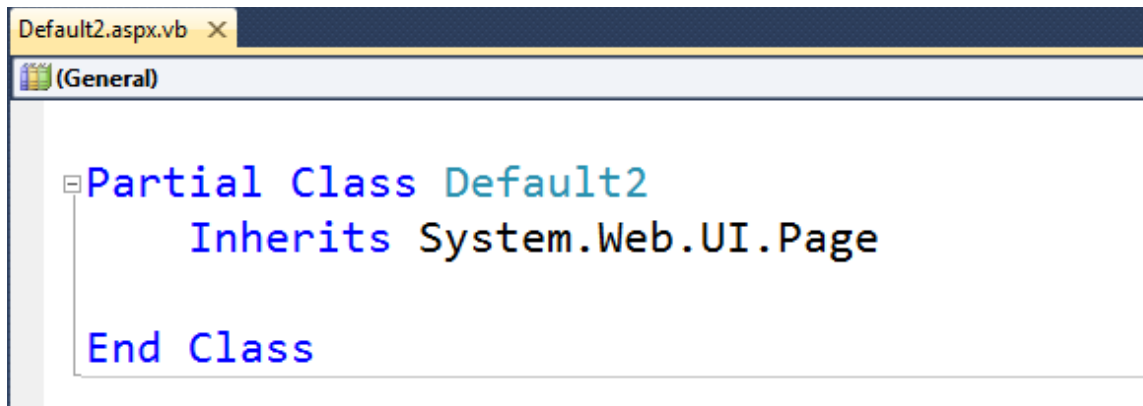 Default2.aspx.vb
(General)
Partial Class Default2
Inherits System.Web.UI.Page
End Class